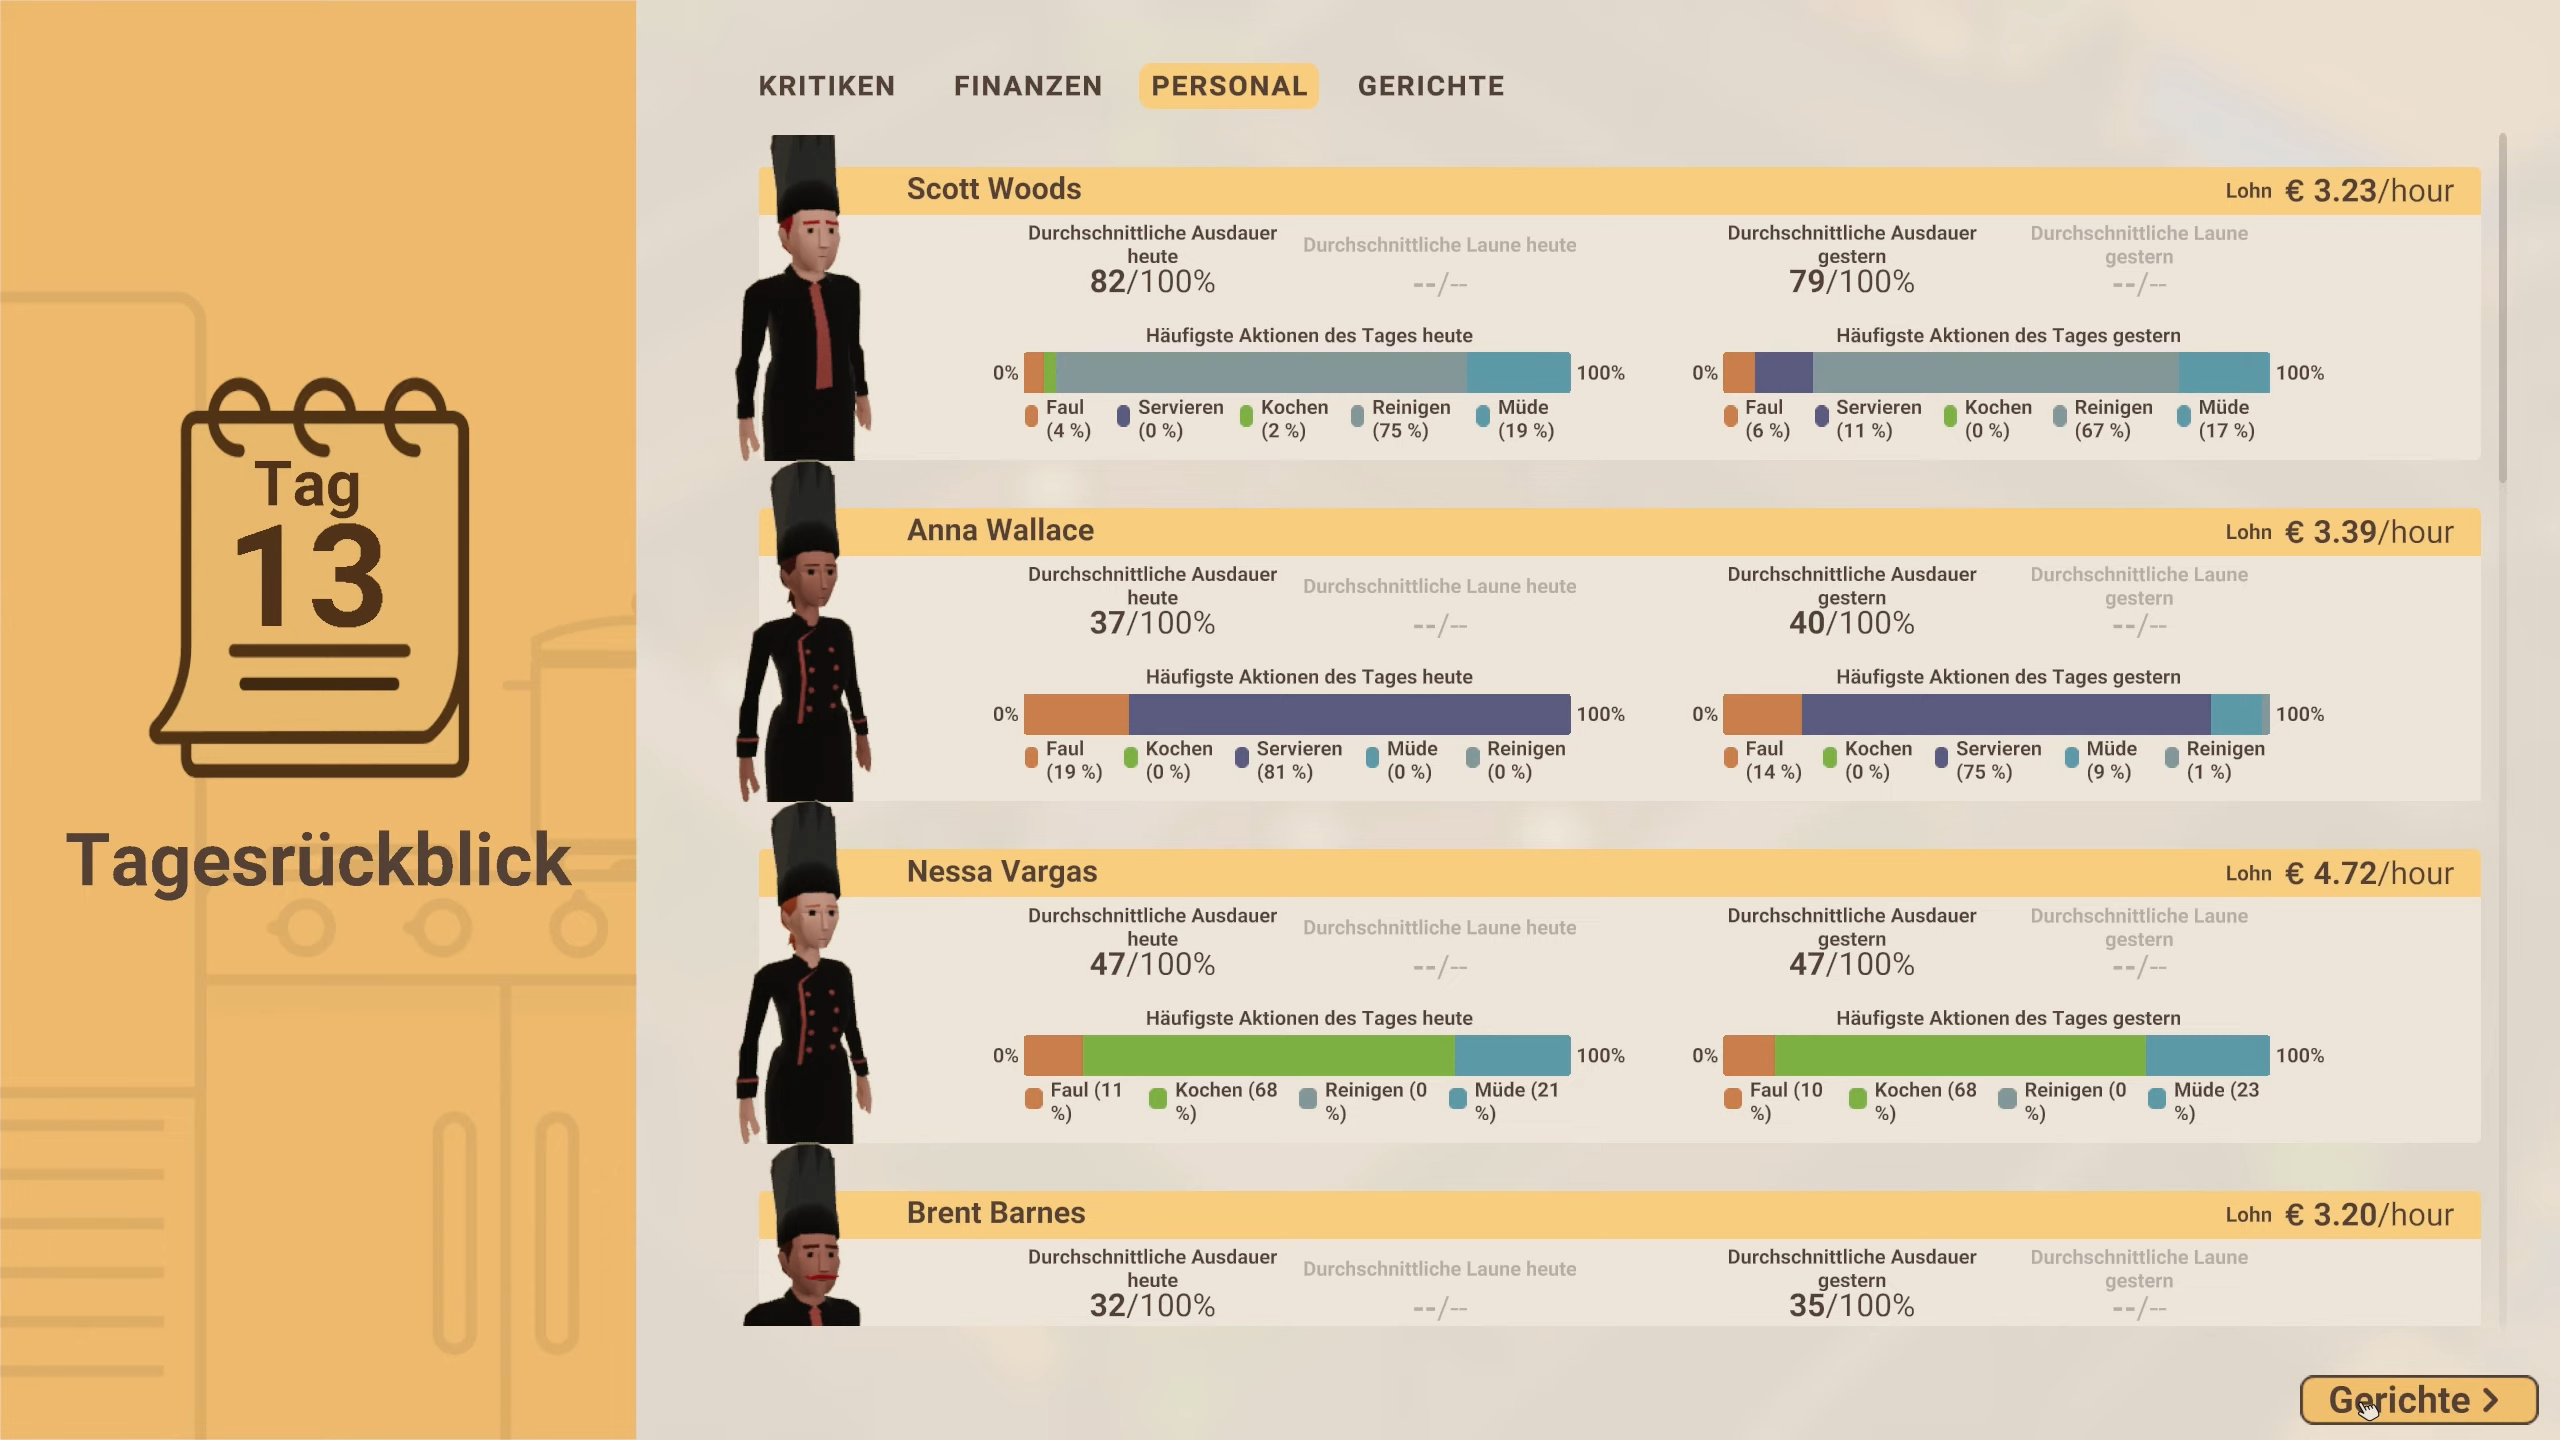 KRITIKEN FINANZEN PERSONAL GERICHTE
Tag
13
Tagesrückblick
Scott Woods Lohn € 3.23/hour
Durchschnittliche Ausdauer Durchschnittliche Laune heute Durchschnittliche Ausdauer Durchschnittliche Laune
heute gestern gestern
82/100% --/-- 79/100% --/--
Häufigste Aktionen des Tages heute Häufigste Aktionen des Tages gestern
0% 100% 0% 100%
Faul Servieren Kochen Reinigen Müde Faul Servieren Kochen Reinigen Müde
(4 %) (0 %) (2 %) (75 %) (19 %) (6 %) (11 %) (0 %) (67 %) (17 %)
Anna Wallace Lohn € 3.39/hour
Durchschnittliche Ausdauer Durchschnittliche Laune heute Durchschnittliche Ausdauer Durchschnittliche Laune
heute gestern gestern
37/100% --/-- 40/100% --/--
Häufigste Aktionen des Tages heute Häufigste Aktionen des Tages gestern
0% 100% 0% 100%
Faul Kochen Servieren Müde Reinigen Faul Kochen Servieren Müde Reinigen
(19 %) (0 %) (81 %) (0 %) (0 %) (14 %) (0 %) (75 %) (9 %) (1 %)
Nessa Vargas Lohn € 4.72/hour
Durchschnittliche Ausdauer Durchschnittliche Laune heute Durchschnittliche Ausdauer Durchschnittliche Laune
heute gestern gestern
47/100% --/-- 47/100% --/--
Häufigste Aktionen des Tages heute Häufigste Aktionen des Tages gestern
0% 100% 0% 100%
Faul (11 Kochen (68 Reinigen (0 Müde (21 Faul (10 Kochen (68 Reinigen (0 Müde (23
%) %) %) %) %) %) %) %)
Brent Barnes Lohn € 3.20/hour
Durchschnittliche Ausdauer Durchschnittliche Laune heute Durchschnittliche Ausdauer Durchschnittliche Laune
heute gestern gestern
32/100% --/-- 35/100% --/--
Gerichte >